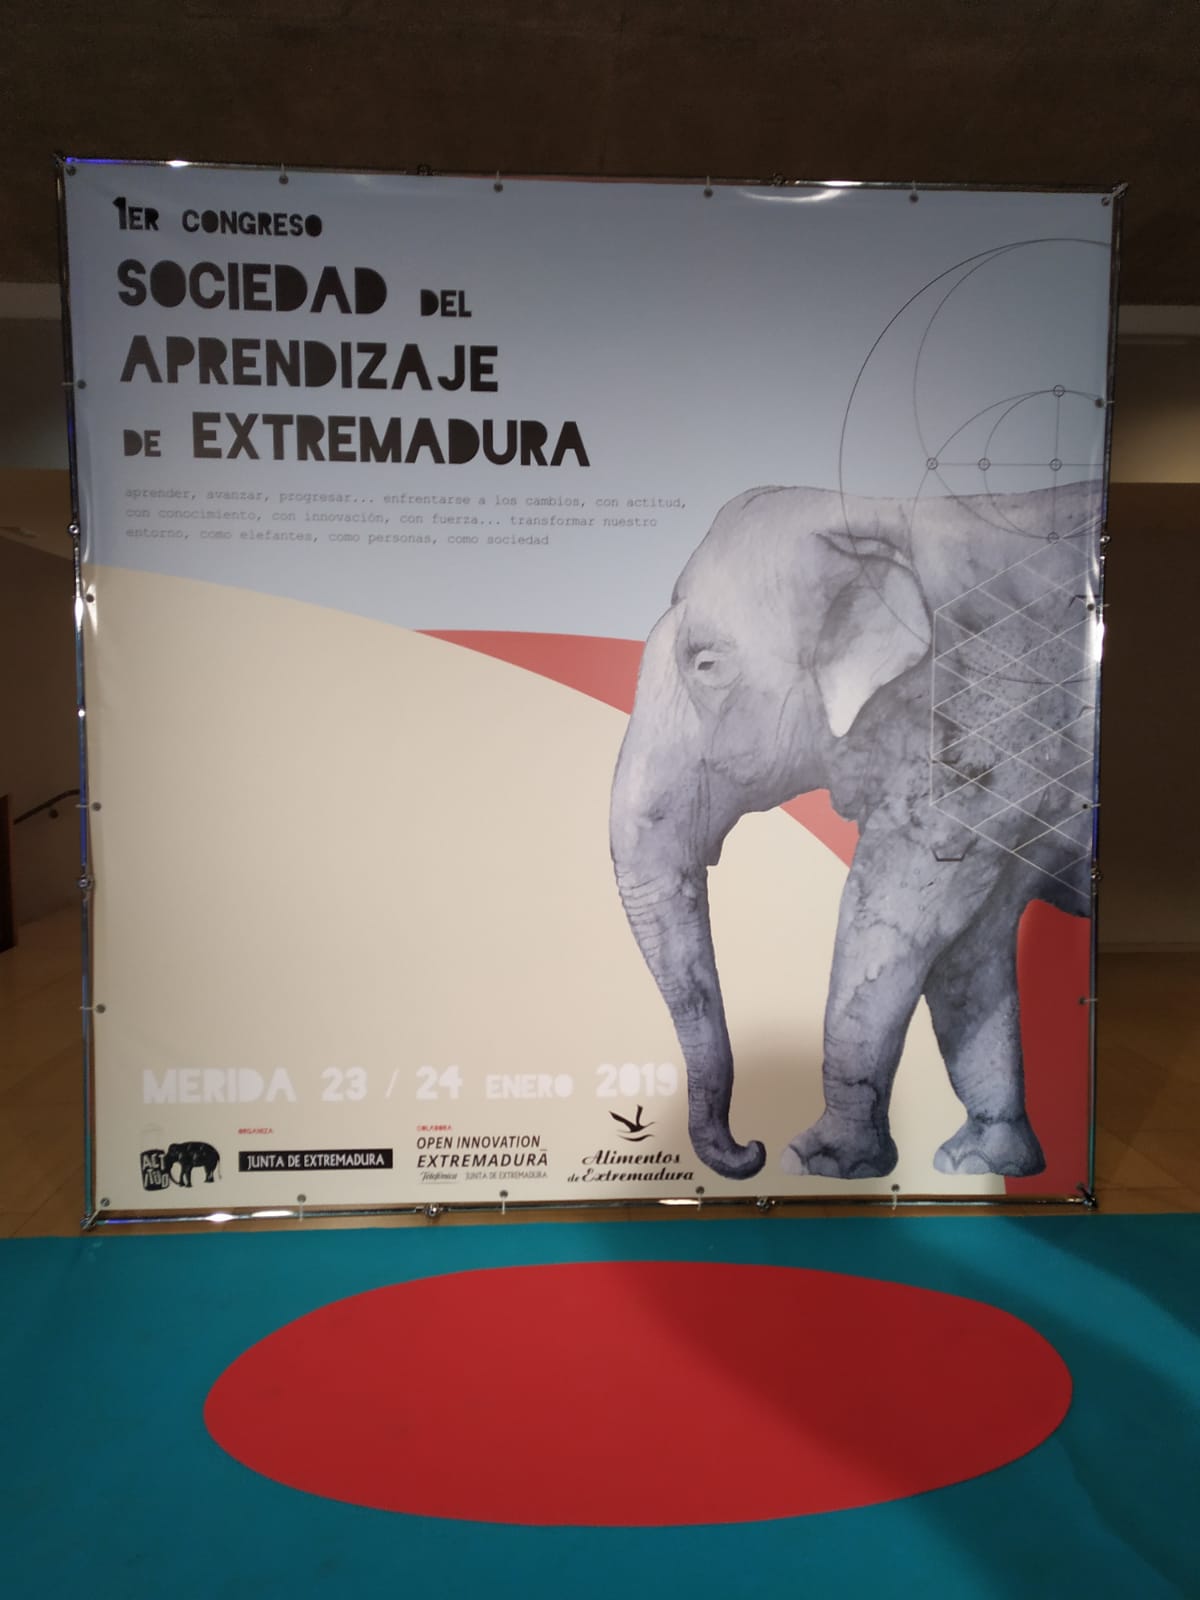 1ER CONGRESO
SOCIEDAD DEL
APRENDIZAJE
DE EXTREMADURA
aprender, avanzar, progresar... enfrentarse a los cambios, con actitud,
con conocimiento, con innovación, con fuerza... transformar nuestro
entorno, como elefantes, como personas, como sociedad
MERIDA 23 / 24 ENERO 2019
ACT
ITUD
ORGANIZA
JUNTA DE EXTREMADURA
COLABORA
OPEN INNOVATION
EXTREMADURA
Telefónica JUNTA DE EXTREMADURA
Alimentos
de Extremadura